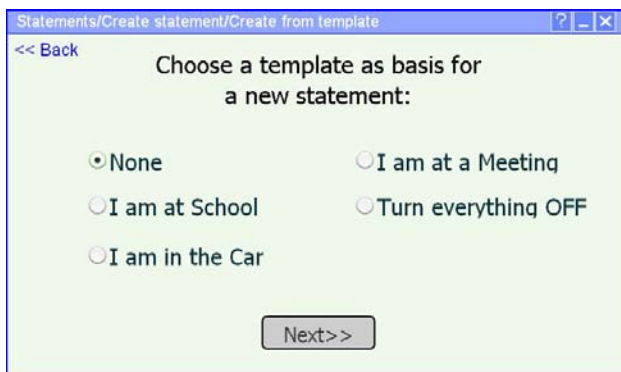 Statements/Create statement/Create from template
<< Back
Choose a template as basis for
a new statement:
None
I am at a Meeting
I am at School
Turn everything OFF
I am in the Car
Next>>